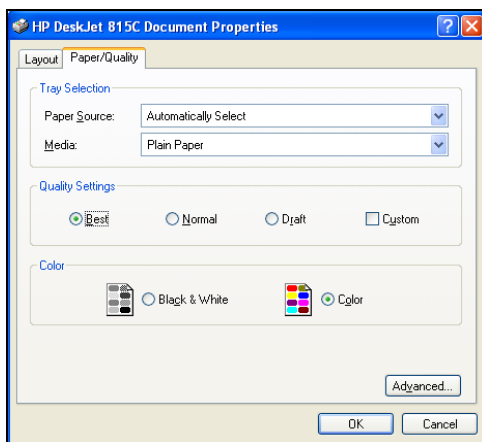 HP DeskJet 815C Document Properties
Layout Paper/Quality
Tray Selection
Paper Source: Automatically Select
Media: Plain Paper
Quality Settings
Best Normal Draft Custom
Color
Black & White Color
Advanced...
OK Cancel